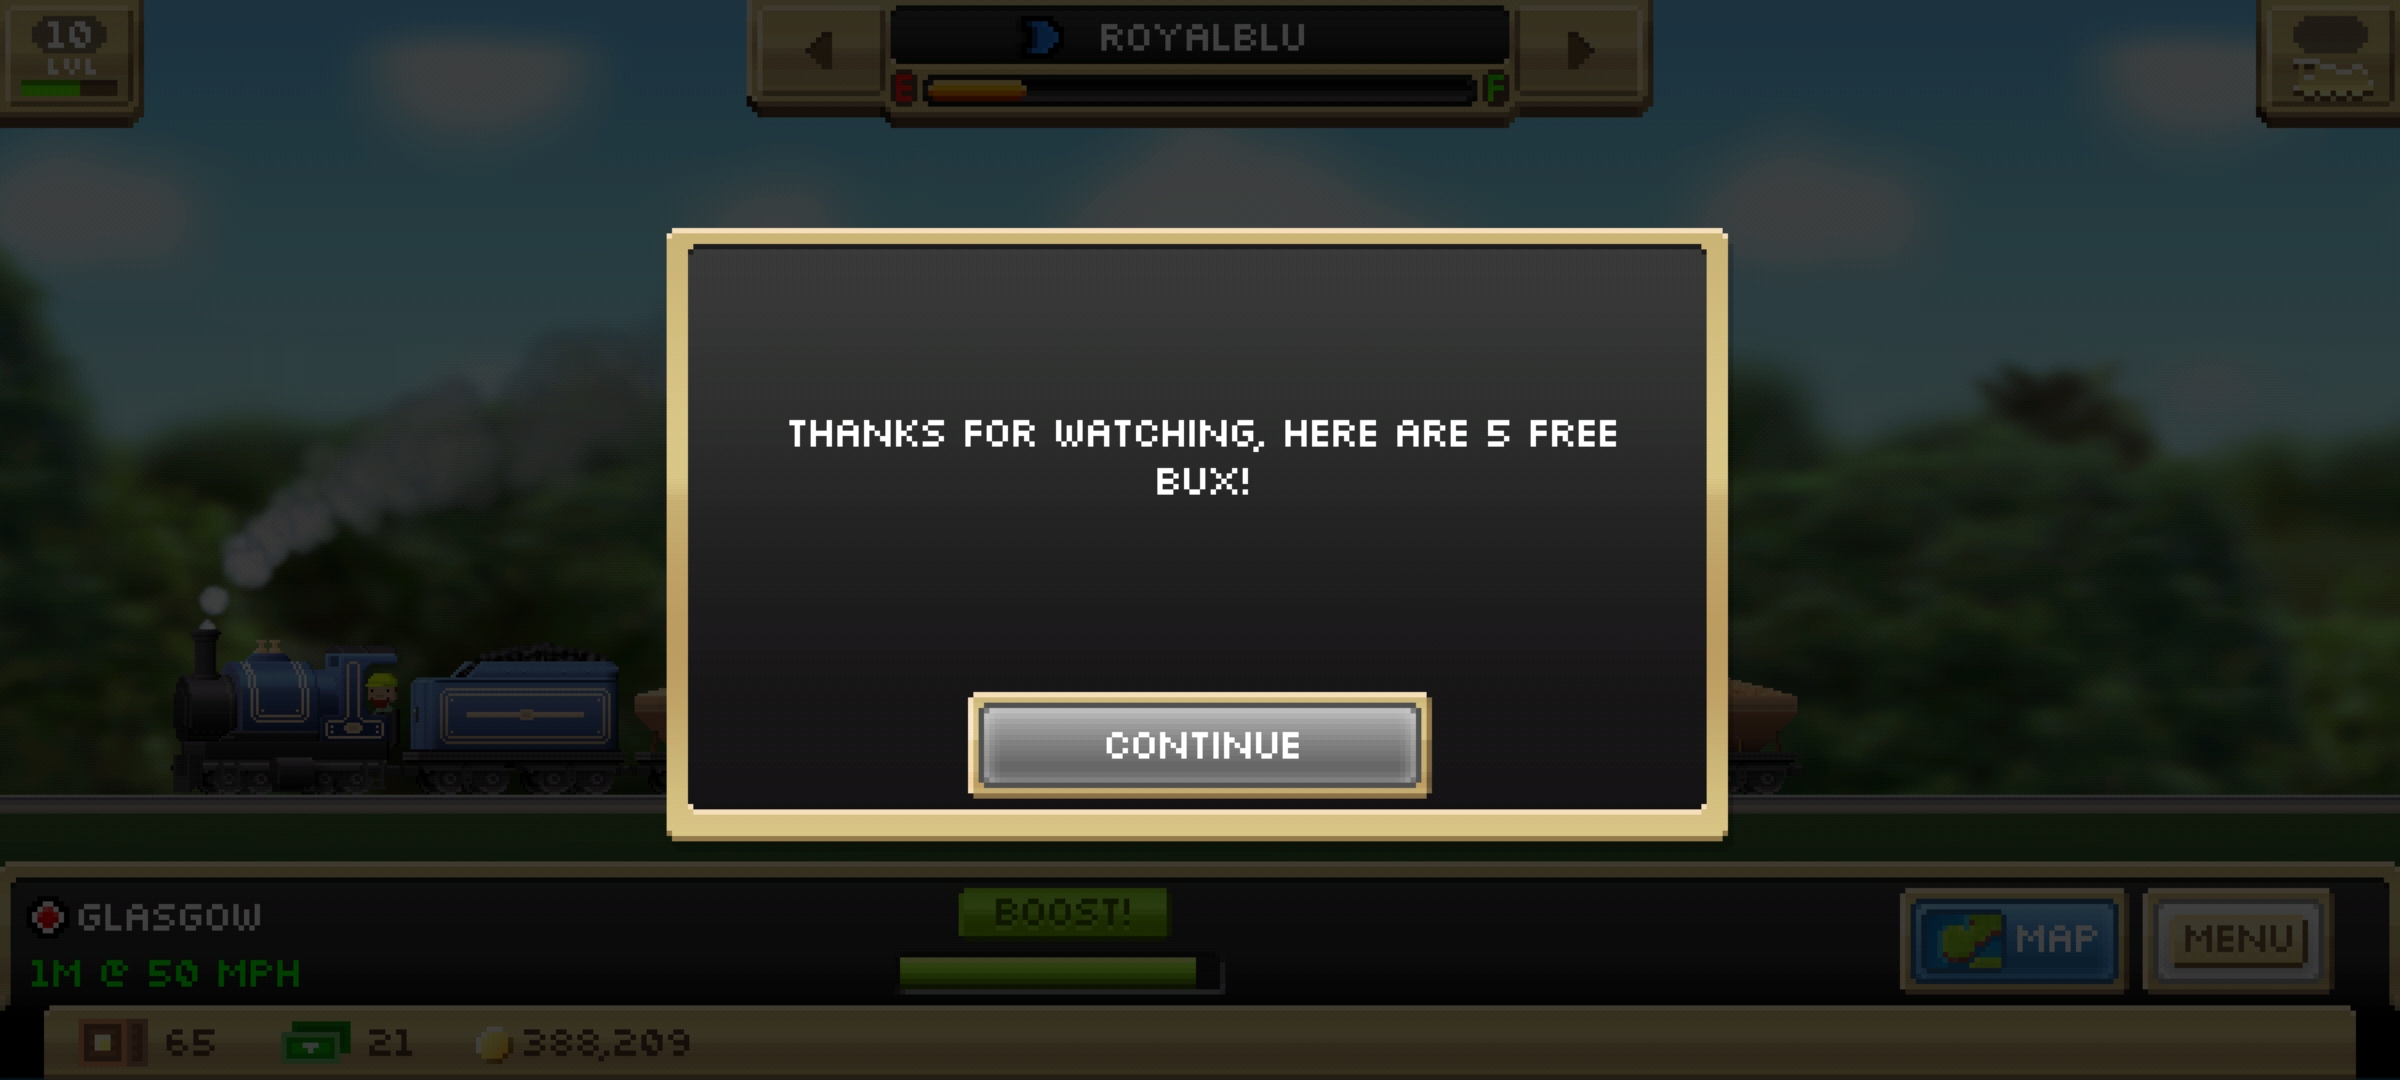 10
LVL
ROYALBLU
E F
THANKS FOR WATCHING, HERE ARE 5 FREE
BUX!
CONTINUE
GLASGOW
1M @ 50 MPH
BOOST!
MAP
MENU
65 21 388,209